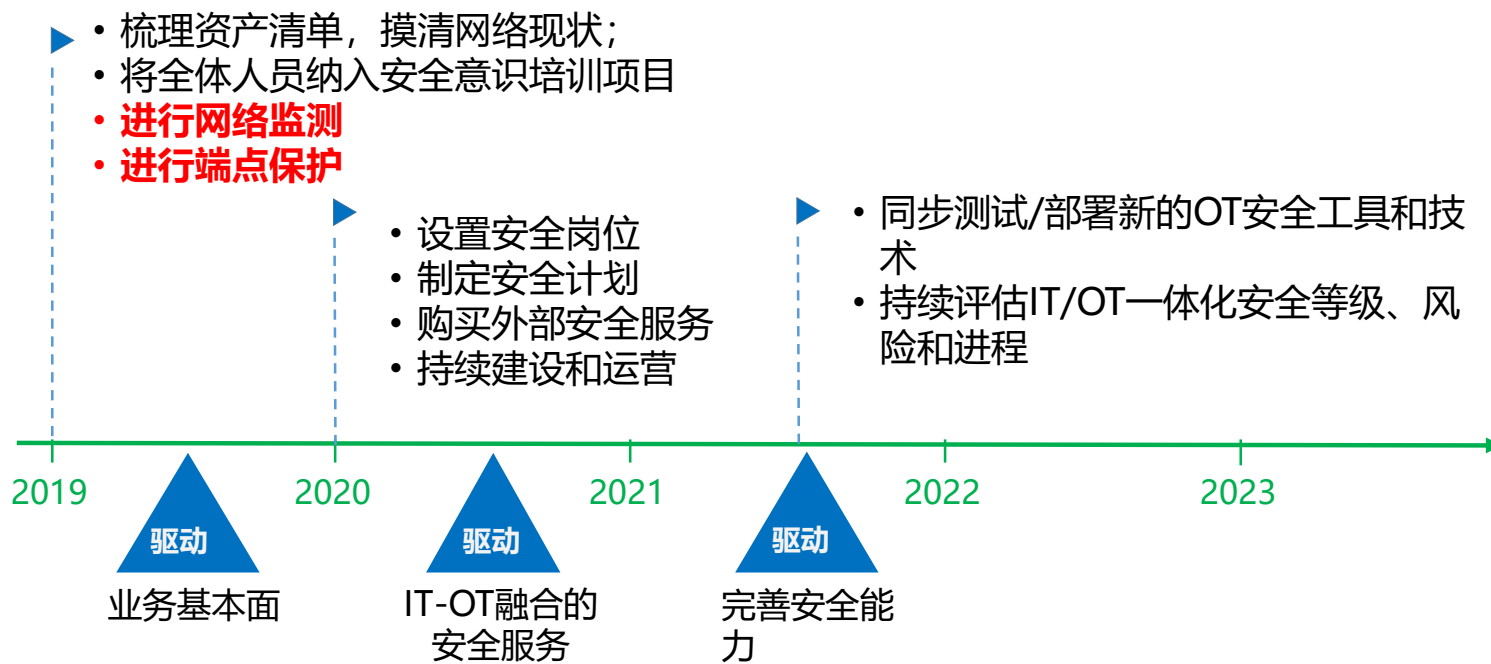 • 梳理资产清单，摸清网络现状；
• 将全体人员纳入安全意识培训项目
• 进行网络监测
• 进行端点保护
• 设置安全岗位
• 制定安全计划
• 购买外部安全服务
• 持续建设和运营
• 同步测试/部署新的OT安全工具和技
术
• 持续评估IT/OT一体化安全等级、风
险和进程
2019
2020
2021
2022
2023
驱动
驱动
驱动
业务基本面
IT-OT融合的
安全服务
完善安全能
力